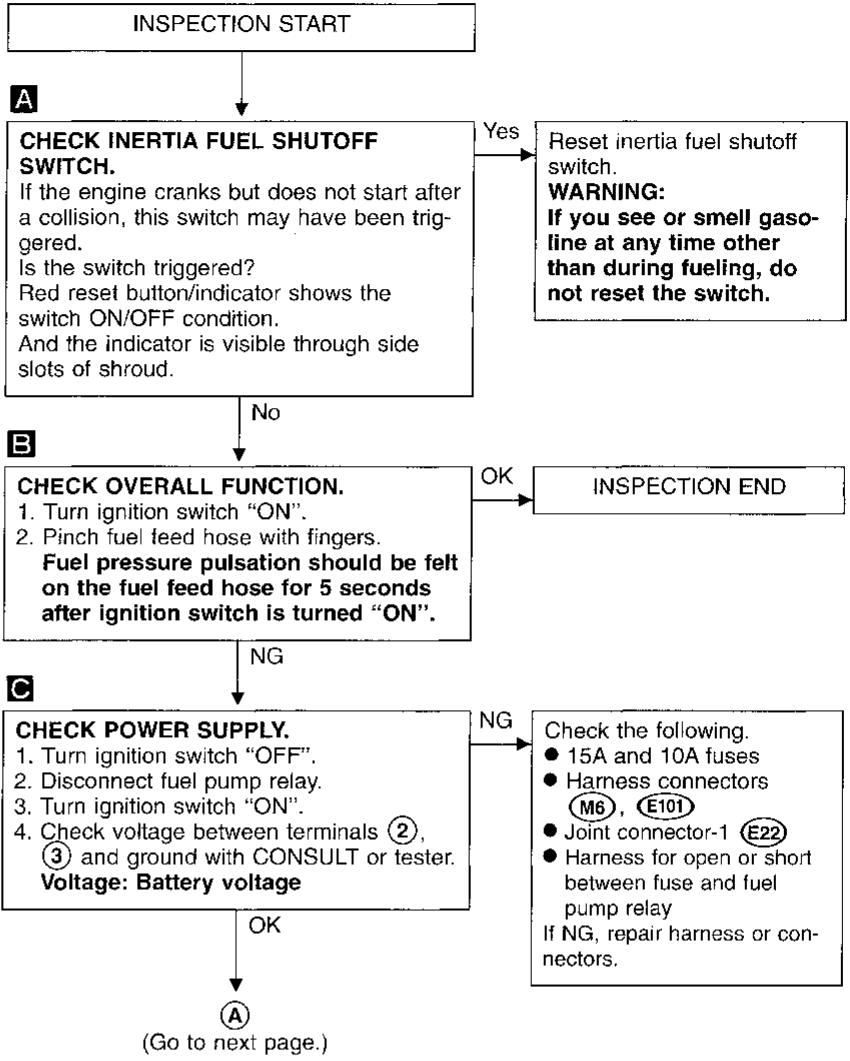 INSPECTION START
A
CHECK INERTIA FUEL SHUTOFF
SWITCH.
If the engine cranks but does not start after
a collision, this switch may have been trig-
gered.
Is the switch triggered?
Red reset button/indicator shows the
switch ON/OFF condition.
And the indicator is visible through side
slots of shroud.
Yes
Reset inertia fuel shutoff
switch.
WARNING:
If you see or smell gaso-
line at any time other
than during fueling, do
not reset the switch.
No
B
CHECK OVERALL FUNCTION.
1. Turn ignition switch “ON”.
2. Pinch fuel feed hose with fingers.
Fuel pressure pulsation should be felt
on the fuel feed hose for 5 seconds
after ignition switch is turned “ON”.
OK
INSPECTION END
NG
C
CHECK POWER SUPPLY.
1. Turn ignition switch “OFF”.
2. Disconnect fuel pump relay.
3. Turn ignition switch “ON”.
4. Check voltage between terminals ②,
③ and ground with CONSULT or tester.
Voltage: Battery voltage
NG
Check the following.
● 15A and 10A fuses
● Harness connectors
M6, E101
● Joint connector-1 E22
● Harness for open or short
between fuse and fuel
pump relay
If NG, repair harness or con-
nectors.
OK
Ⓐ
(Go to next page.)